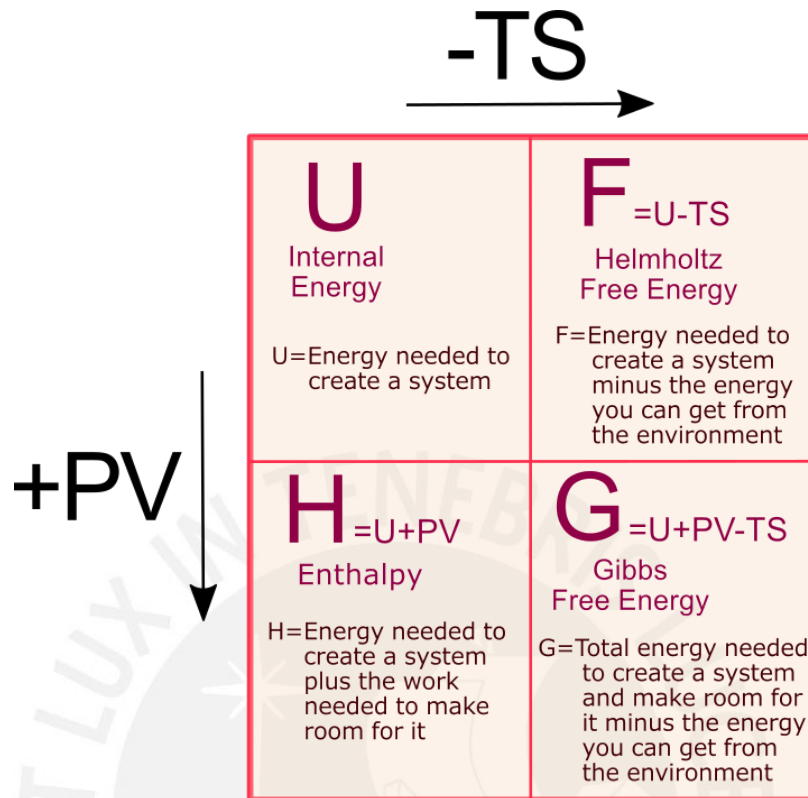 -TS
U
Internal
Energy
U=Energy needed to
create a system
F=U-TS
Helmholtz
Free Energy
F=Energy needed to
create a system
minus the energy
you can get from
the environment
+PV
H=U+PV
Enthalpy
H=Energy needed to
create a system
plus the work
needed to make
room for it
G=U+PV-TS
Gibbs
Free Energy
G=Total energy needed
to create a system
and make room for
it minus the energy
you can get from
the environment
T LUX IN TENEBRIS